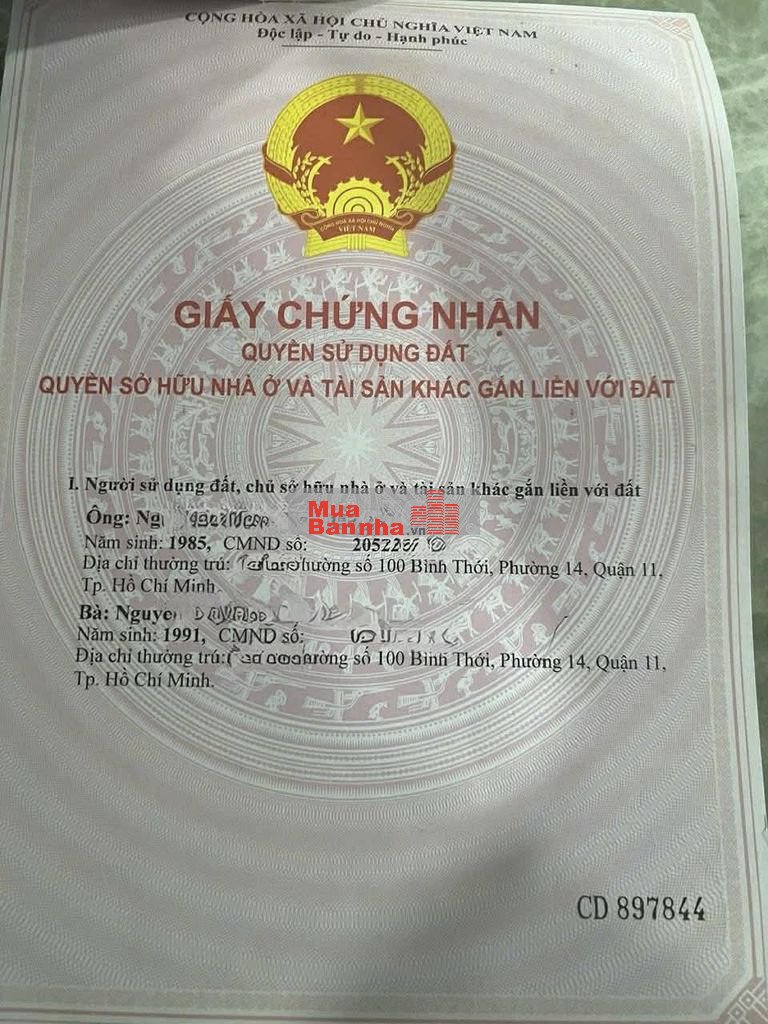 CỘNG HÒA XÃ HỘI CHỦ NGHĨA VIỆT NAM
Độc lập - Tự do - Hạnh phúc
CỘNG HÒA XÃ HỘI CHỦ NGHĨA
VIỆT NAM
GIẤY CHỨNG NHẬN
QUYỀN SỬ DỤNG ĐẤT
QUYỀN SỞ HỮU NHÀ Ở VÀ TÀI SẢN KHÁC GẮN LIỀN VỚI ĐẤT
I. Người sử dụng đất, chủ sở hữu nhà ở và tài sản khác gắn liền với đất
Mua
Bannha.vn
Ông:
Năm sinh: 1985, CMND số:
Địa chỉ thường trú: số 100 Bình Thới, Phường 14, Quận 11,
Tp. Hồ Chí Minh.
Bà:
Năm sinh: 1991, CMND số:
Địa chỉ thường trú: số 100 Bình Thới, Phường 14, Quận 11,
Tp. Hồ Chí Minh.
CD 897844